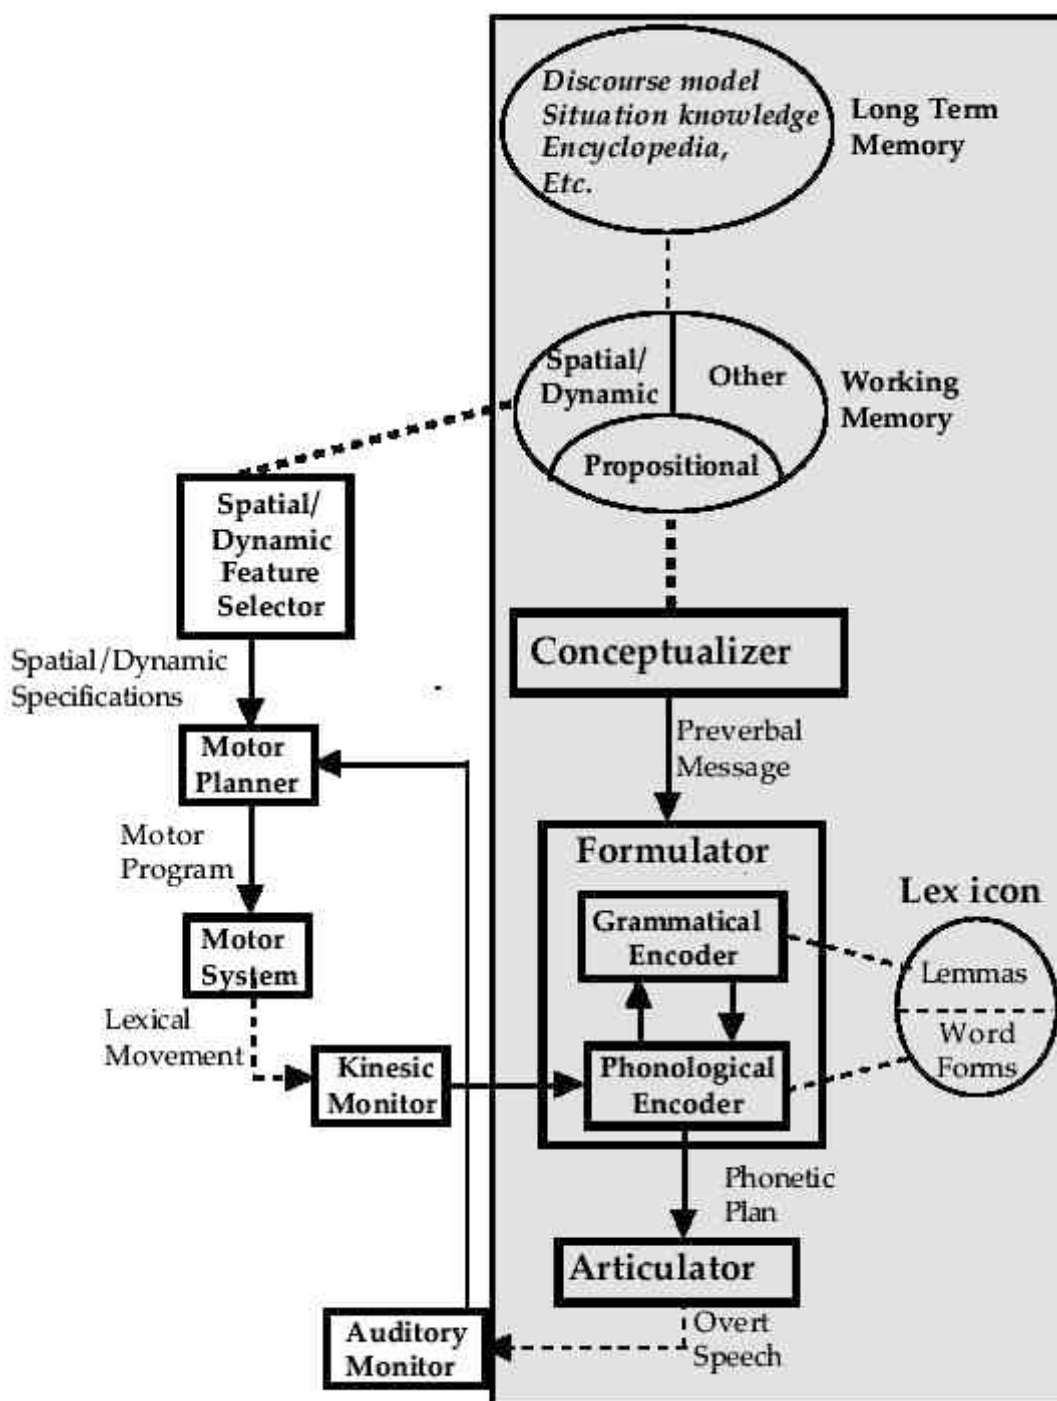 Discourse model
Situation knowledge
Encyclopedia,
Etc.
Long Term
Memory
Spatial/
Dynamic
Other
Propositional
Working
Memory
Spatial/
Dynamic
Feature
Selector
Spatial/Dynamic
Specifications
Conceptualizer
Preverbal
Message
Motor
Planner
Motor
Program
Motor
System
Lexical
Movement
Kinesic
Monitor
Formulator
Grammatical
Encoder
Phonological
Encoder
Lexicon
Lemmas
Word
Forms
Phonetic
Plan
Articulator
Overt
Speech
Auditory
Monitor